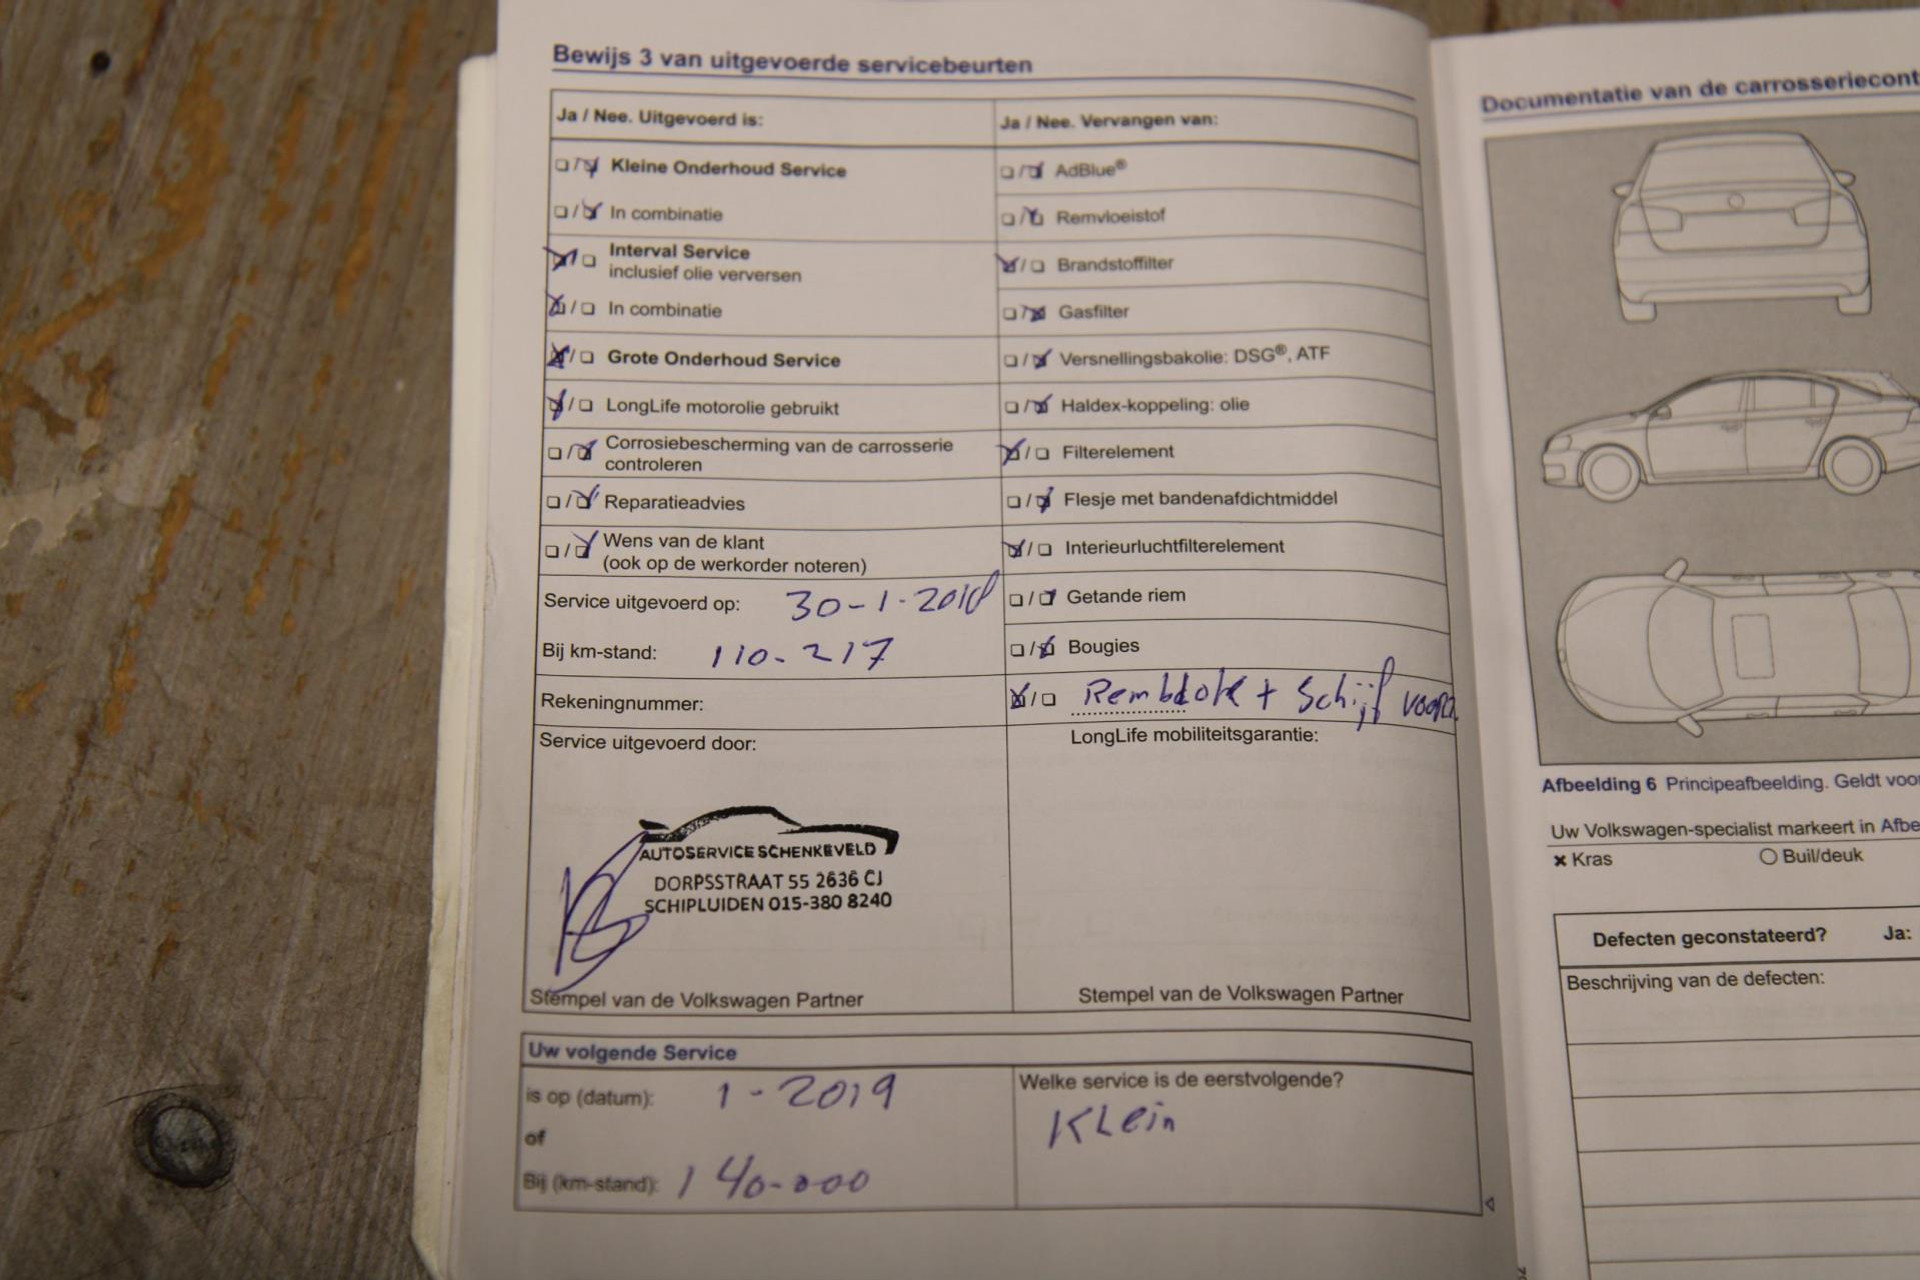 Bewijs 3 van uitgevoerde servicebeurten
Ja / Nee. Uitgevoerd is:
Kleine Onderhoud Service
In combinatie
Interval Service
inclusief olie verversen
In combinatie
Grote Onderhoud Service
LongLife motorolie gebruikt
Corrosiebescherming van de carrosserie
controleren
Reparatieadvies
Wens van de klant
(ook op de werkorder noteren)
Service uitgevoerd op: 30-1-2018
Bij km-stand: 110-217
Rekeningnummer:
Service uitgevoerd door:
AUTOSERVICE SCHENKEVELD
DORPSSTRAAT 55 2636 CJ
SCHIPLUIDEN 015-380 8240
Stempel van de Volkswagen Partner
Ja / Nee. Vervangen van:
AdBlue®
Remvloeistof
Brandstoffilter
Gasfilter
Versnellingsbakolie: DSG®, ATF
Haldex-koppeling: olie
Filterelement
Flesje met bandenafdichtmiddel
Interieurluchtfilterelement
Getande riem
Bougies
Remblok + Schijf
LongLife mobiliteitsgarantie:
Stempel van de Volkswagen Partner
Uw volgende Service
is op (datum): 1-2019
of
Bij (km-stand): 140-000
Welke service is de eerstvolgende?
Klein
Documentatie van de carrosseriecont
Afbeelding 6 Principeafbeelding. Geldt voo
Uw Volkswagen-specialist markeert in Afbe
Kras
Buil/deuk
Defecten geconstateerd? Ja:
Beschrijving van de defecten: